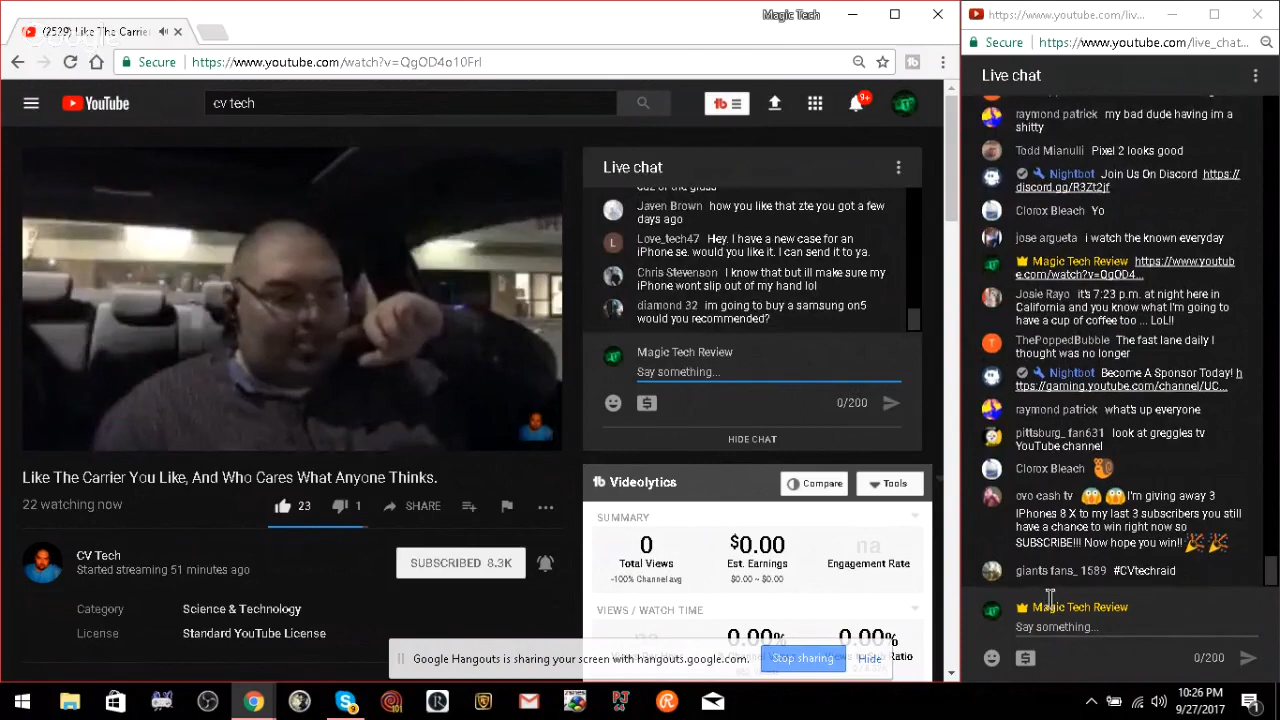 Magic Tech
(2529) Like The Carrier
Secure https://www.youtube.com/watch?v=QgOD4o10FrI
YouTube
cv tech
9+
Live chat
Javen Brown how you like that zte you got a few
days ago
L
Love_tech47 Hey. I have a new case for an
iPhone se. would you like it. I can send it to ya.
Chris Stevenson I know that but ill make sure my
iPhone wont slip out of my hand lol
diamond 32 im going to buy a samsung on5
would you recommended?
Magic Tech Review
Say something...
0/200
HIDE CHAT
Like The Carrier You Like, And Who Cares What Anyone Thinks.
22 watching now
23
1
SHARE
CV Tech
Started streaming 51 minutes ago
SUBSCRIBED 8.3K
Category Science & Technology
License Standard YouTube License
Videolytics
Compare
Tools
SUMMARY
0
Total Views
-100% Channel avg
$0.00
Est. Earnings
$0.00 ~ $0.00
na
Engagement Rate
VIEWS / WATCH TIME
na
0.00%
0.00%
Google Hangouts is sharing your screen with hangouts.google.com.
Stop sharing
Hide
https://www.youtube.com/liv...
Secure https://www.youtube.com/live_chat...
Live chat
raymond patrick my bad dude having im a
shitty
Todd Mianulli Pixel 2 looks good
Nightbot Join Us On Discord https://
discord.gg/R3Zt2jf
Clorox Bleach Yo
jose argueta i watch the known everyday
Magic Tech Review https://www.youtub
e.com/watch?v=QgOD4...
Josie Rayo it's 7:23 p.m. at night here in
California and you know what I'm going to
have a cup of coffee too ... LoL!!
T
ThePoppedBubble The fast lane daily I
thought was no longer
Nightbot Become A Sponsor Today! h
ttps://gaming.youtube.com/channel/UC...
raymond patrick what's up everyone
pittsburg_ fan631 look at greggles tv
YouTube channel
Clorox Bleach
ovo cash tv I'm giving away 3
IPhones 8 X to my last 3 subscribers you still
have a chance to win right now so
SUBSCRIBE!!! Now hope you win!!
giants fans_ 1589 #CVtechraid
Magic Tech Review
Say something...
0/200
10:26 PM
9/27/2017